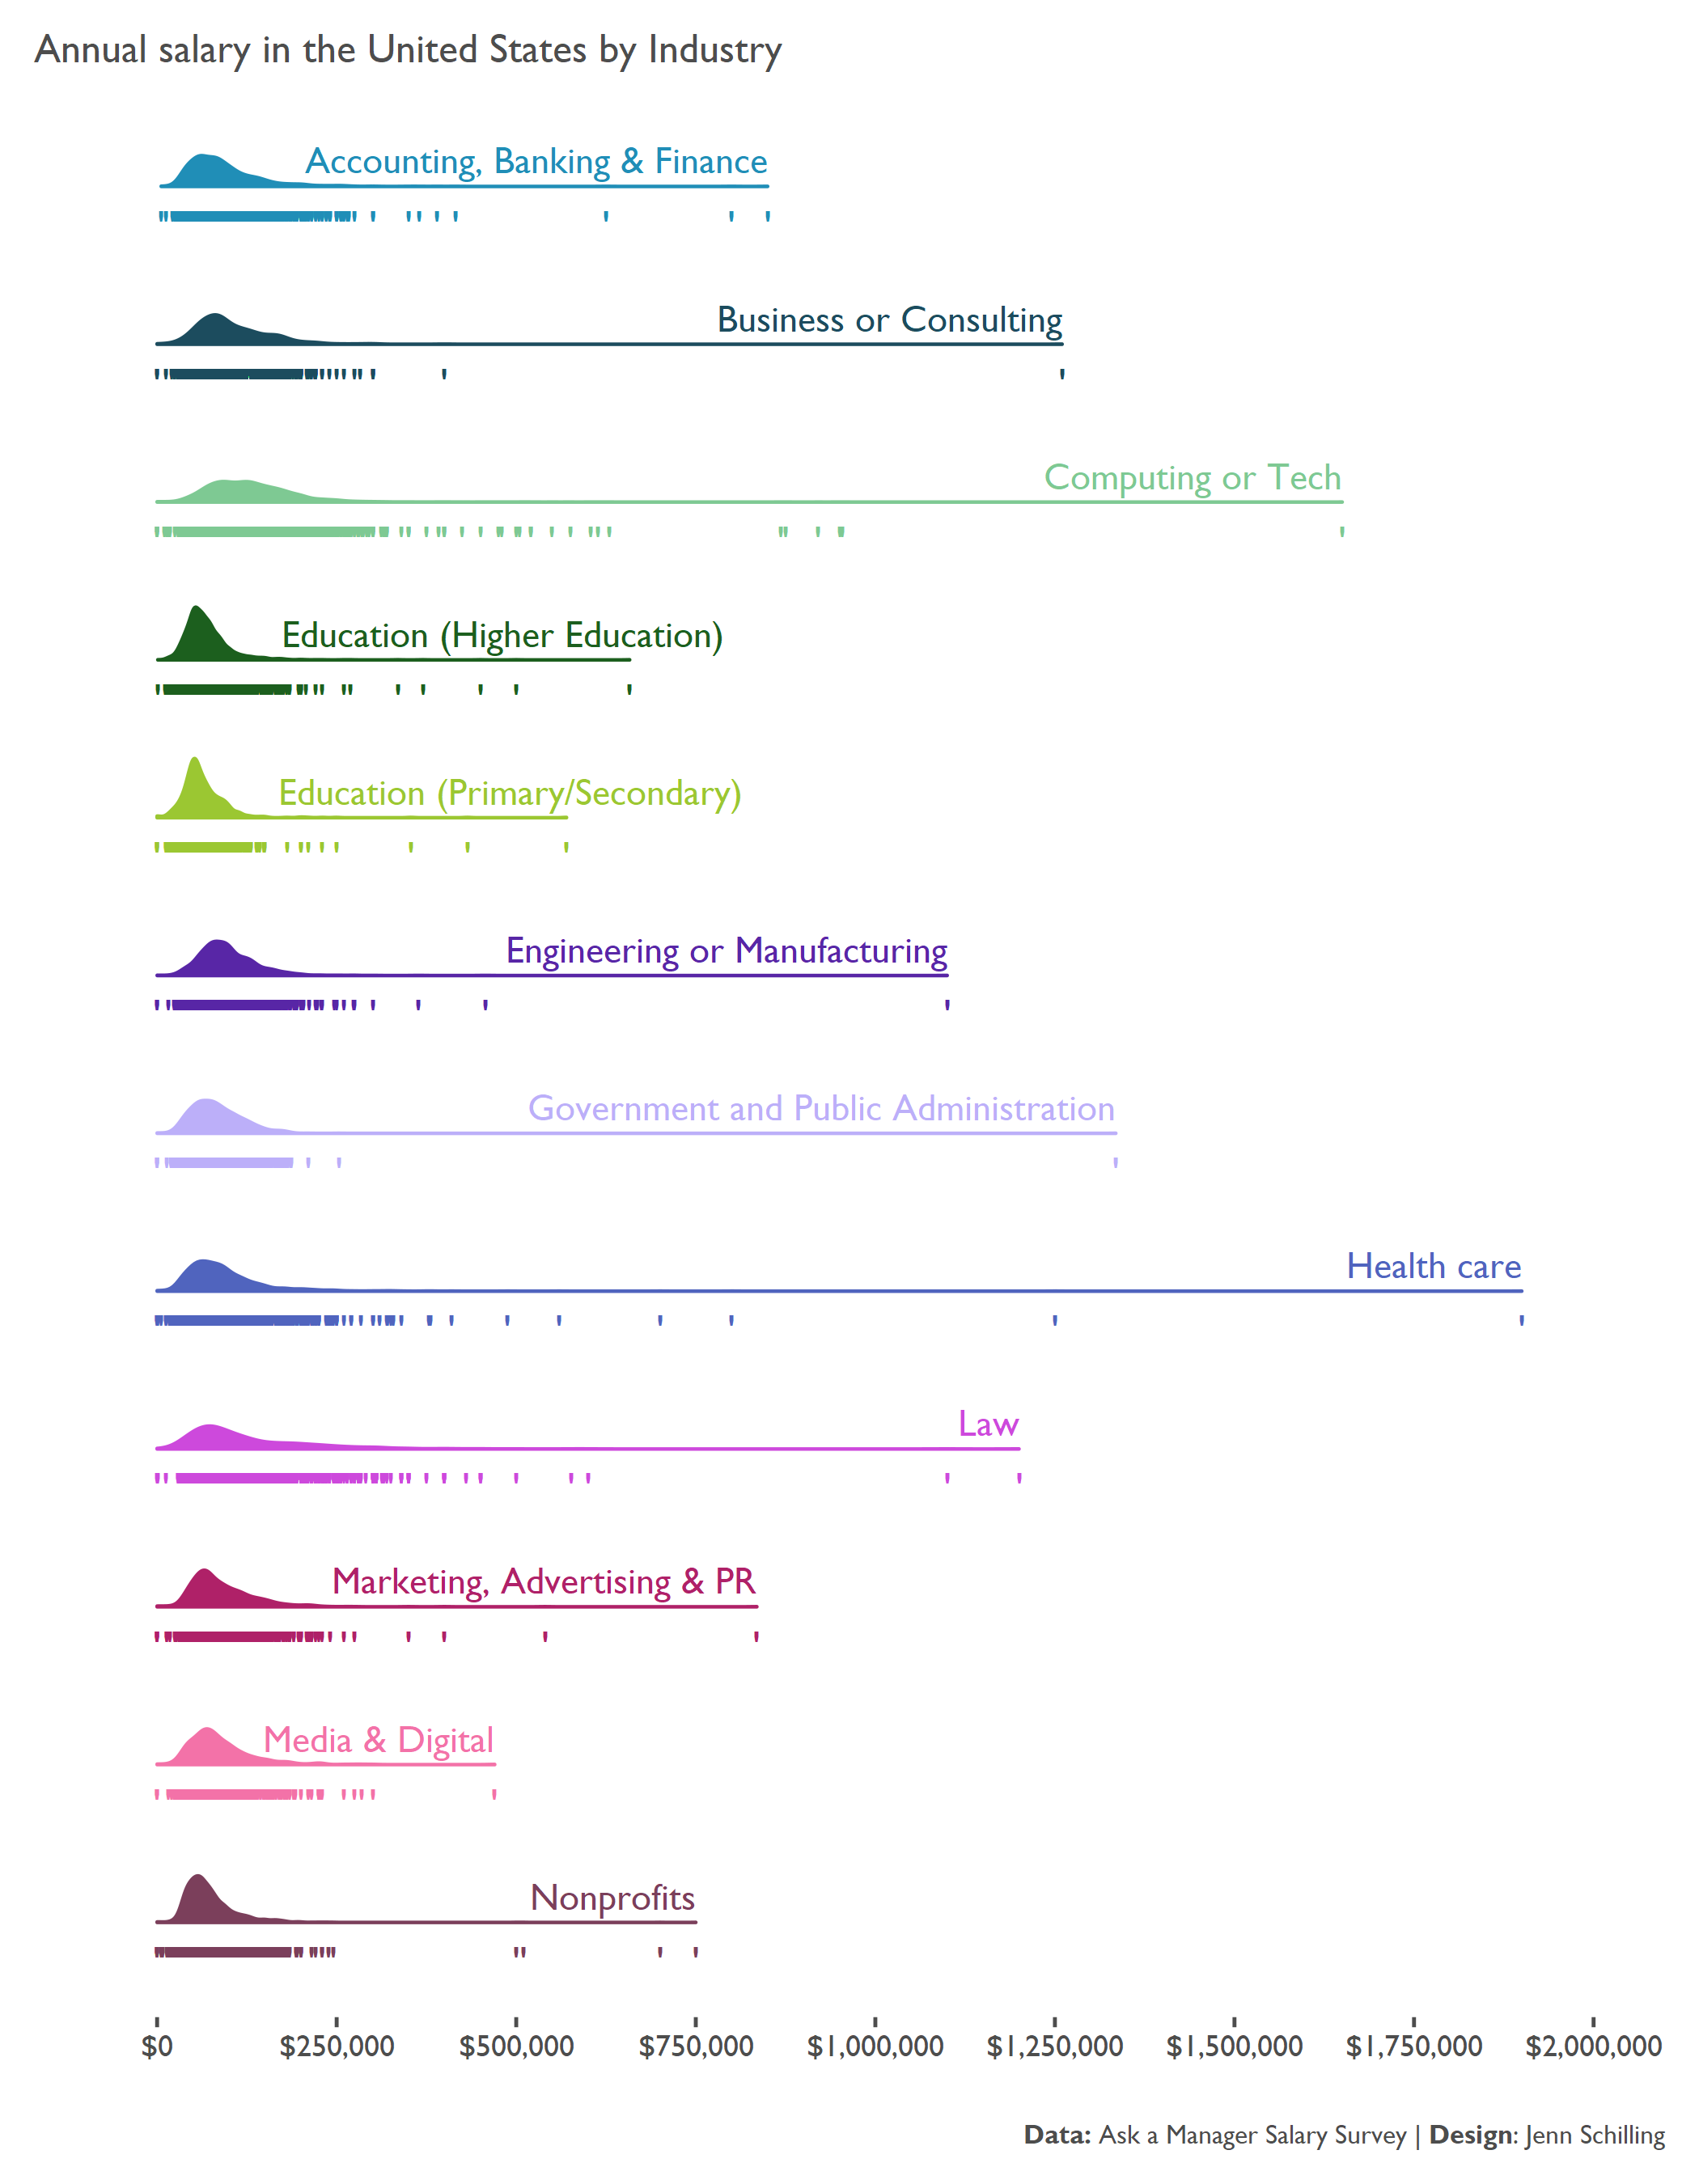 Annual salary in the United States by Industry
Accounting, Banking & Finance
Business or Consulting
Computing or Tech
Education (Higher Education)
Education (Primary/Secondary)
Engineering or Manufacturing
Government and Public Administration
Health care
Law
Marketing, Advertising & PR
Media & Digital
Nonprofits
$0 $250,000 $500,000 $750,000 $1,000,000 $1,250,000 $1,500,000 $1,750,000 $2,000,000
Data: Ask a Manager Salary Survey | Design: Jenn Schilling